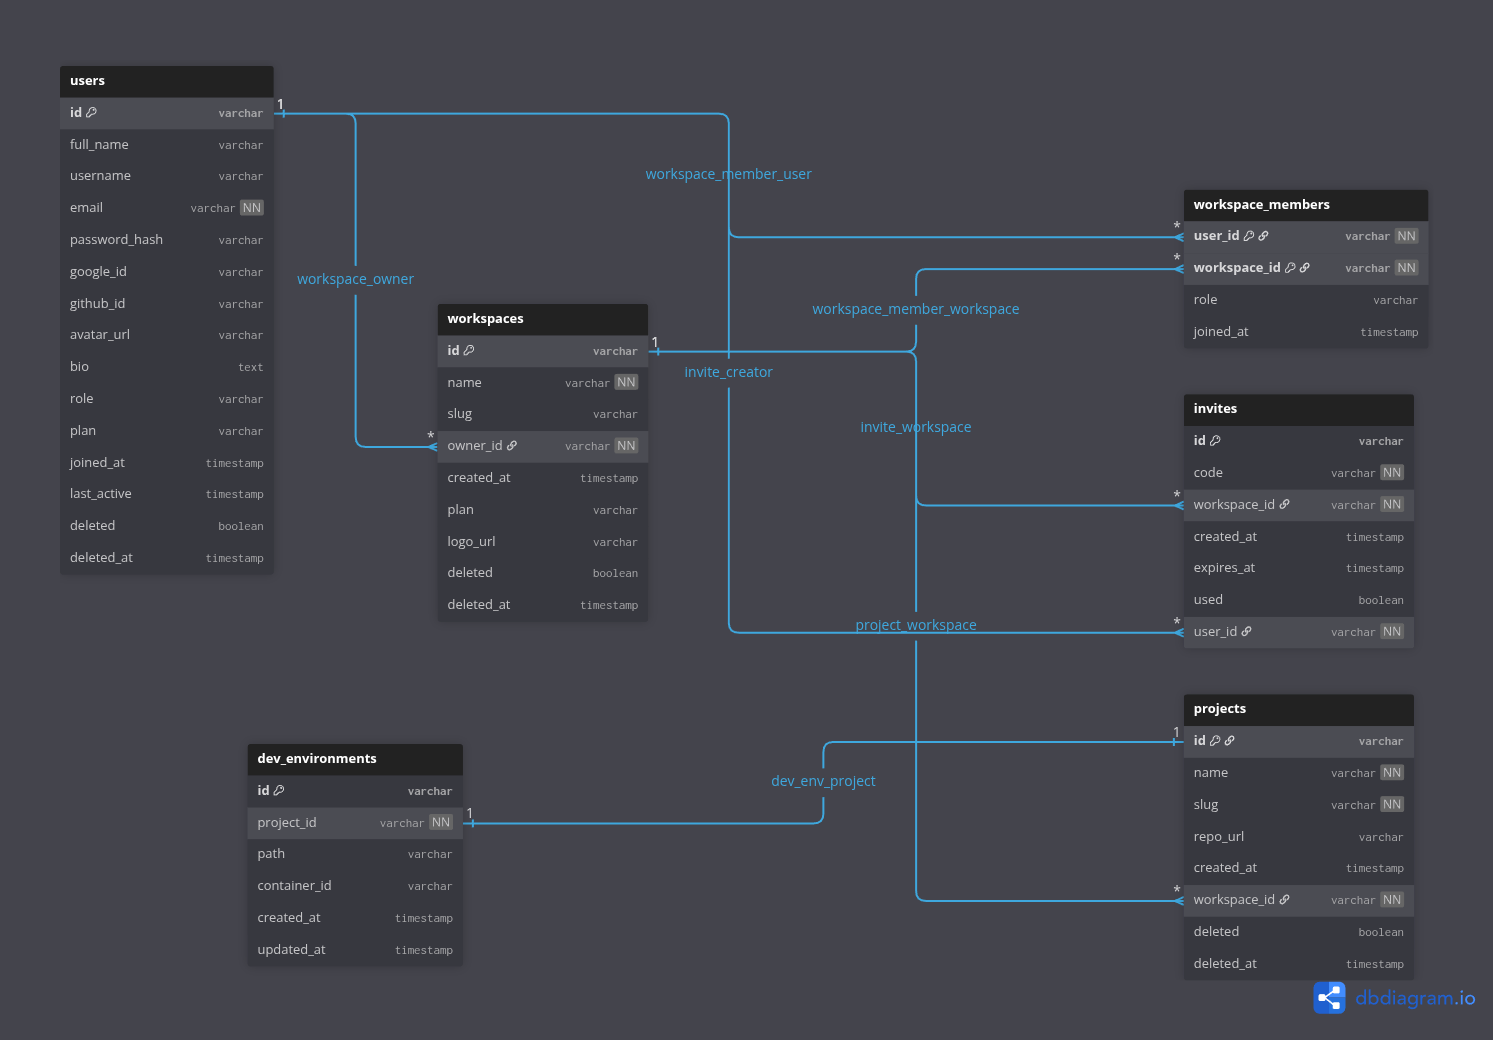 users
id varchar
full_name varchar
username varchar
email varchar NN
password_hash varchar
google_id varchar
github_id varchar
avatar_url varchar
bio text
role varchar
plan varchar
joined_at timestamp
last_active timestamp
deleted boolean
deleted_at timestamp
1
workspace_owner
workspace_member_user
*
workspaces
id varchar
name varchar NN
slug varchar
owner_id varchar NN
created_at timestamp
plan varchar
logo_url varchar
deleted boolean
deleted_at timestamp
1
invite_creator
workspace_member_workspace
invite_workspace
project_workspace
*
*
workspace_members
user_id varchar NN
workspace_id varchar NN
role varchar
joined_at timestamp
*
*
invites
id varchar
code varchar NN
workspace_id varchar NN
created_at timestamp
expires_at timestamp
used boolean
user_id varchar NN
dev_environments
id varchar
project_id varchar NN
path varchar
container_id varchar
created_at timestamp
updated_at timestamp
1
dev_env_project
1
*
projects
id varchar
name varchar NN
slug varchar NN
repo_url varchar
created_at timestamp
workspace_id varchar NN
deleted boolean
deleted_at timestamp
dbdiagram.io